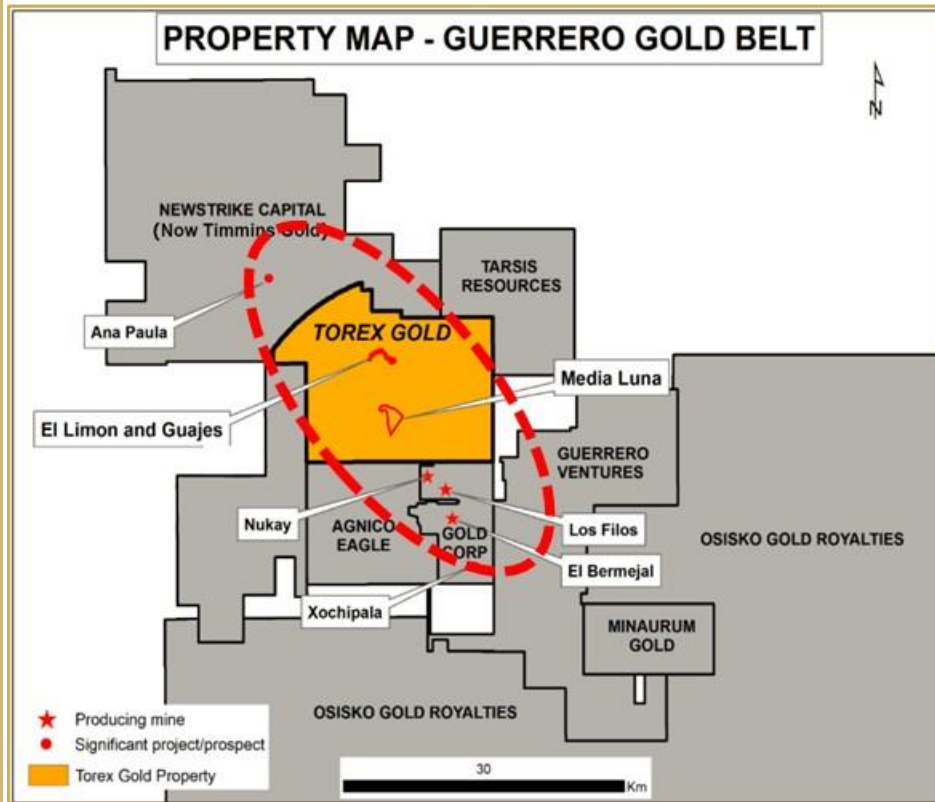 PROPERTY MAP - GUERRERO GOLD BELT
N
NEWSTRIKE CAPITAL
(Now Timmins Gold)
TARSIS
RESOURCES
Ana Paula
TOREX GOLD
Media Luna
El Limon and Guajes
GUERRERO
VENTURES
Nukay
AGNICO
EAGLE
GOLD
CORP
Los Filos
OSISKO GOLD ROYALTIES
El Bermejal
Xochipala
MINAURUM
GOLD
OSISKO GOLD ROYALTIES
Producing mine
Significant project/prospect
Torex Gold Property
30
Km